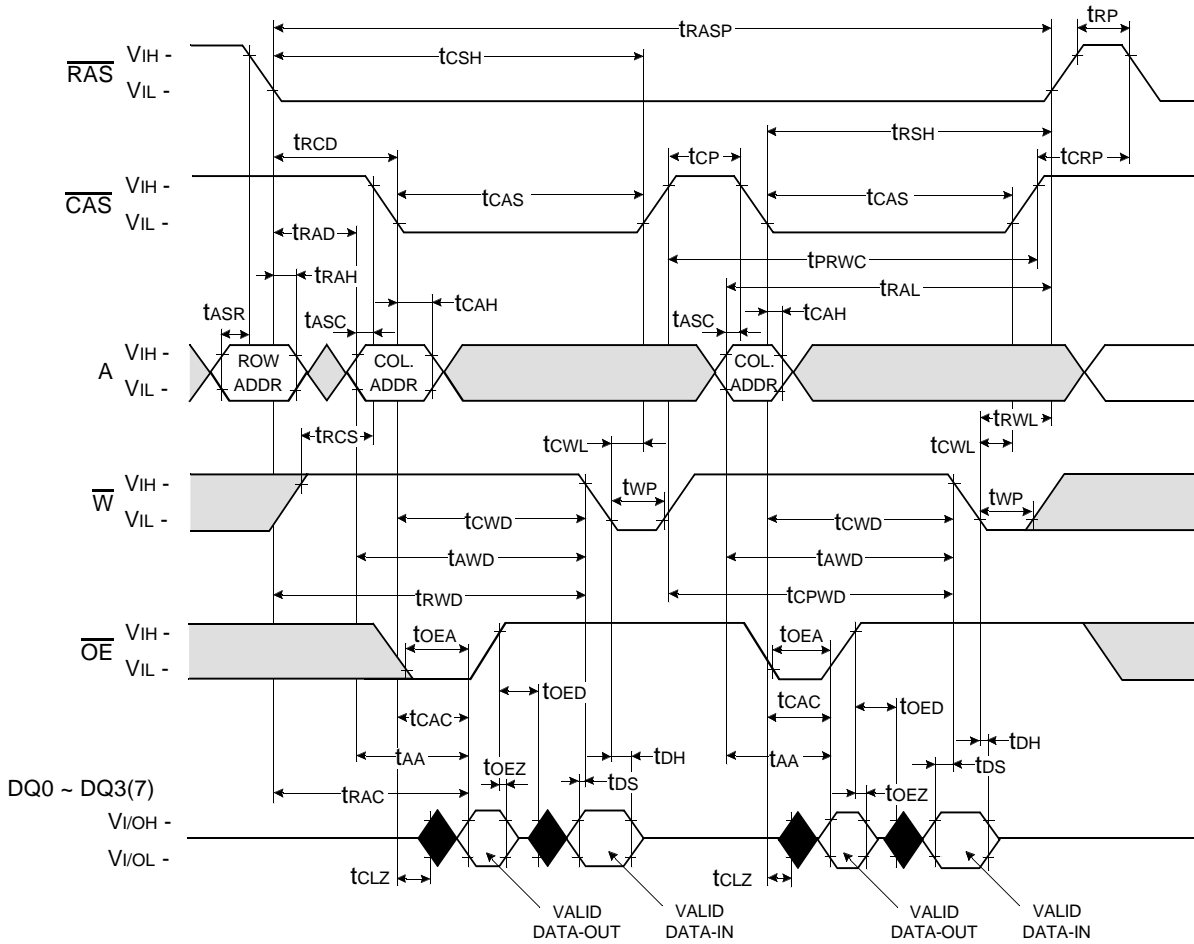 tRASP
tRP
tCSH
VIH -
RAS
VIL -
tRSH
tRCD
tCP
tCRP
VIH -
CAS
tCAS
tCAS
VIL -
tRAD
tPRWC
tRAH
tRAL
tASR
tASC
tCAH
tASC
tCAH
VIH -
A
ROW ADDR
COL. ADDR
COL. ADDR
VIL -
tRWL
tRCS
tCWL
tCWL
VIH -
W
tWP
tWP
VIL -
tCWD
tCWD
tAWD
tAWD
tRWD
tCPWD
VIH -
OE
tOEA
tOEA
VIL -
tOED
tCAC
tCAC
tOED
tAA
tDH
tAA
tDH
tOEZ
tDS
tDS
DQ0 ~ DQ3(7)
tRAC
tOEZ
VI/OH -
VI/OL -
tCLZ
tCLZ
VALID DATA-OUT
VALID DATA-IN
VALID DATA-OUT
VALID DATA-IN